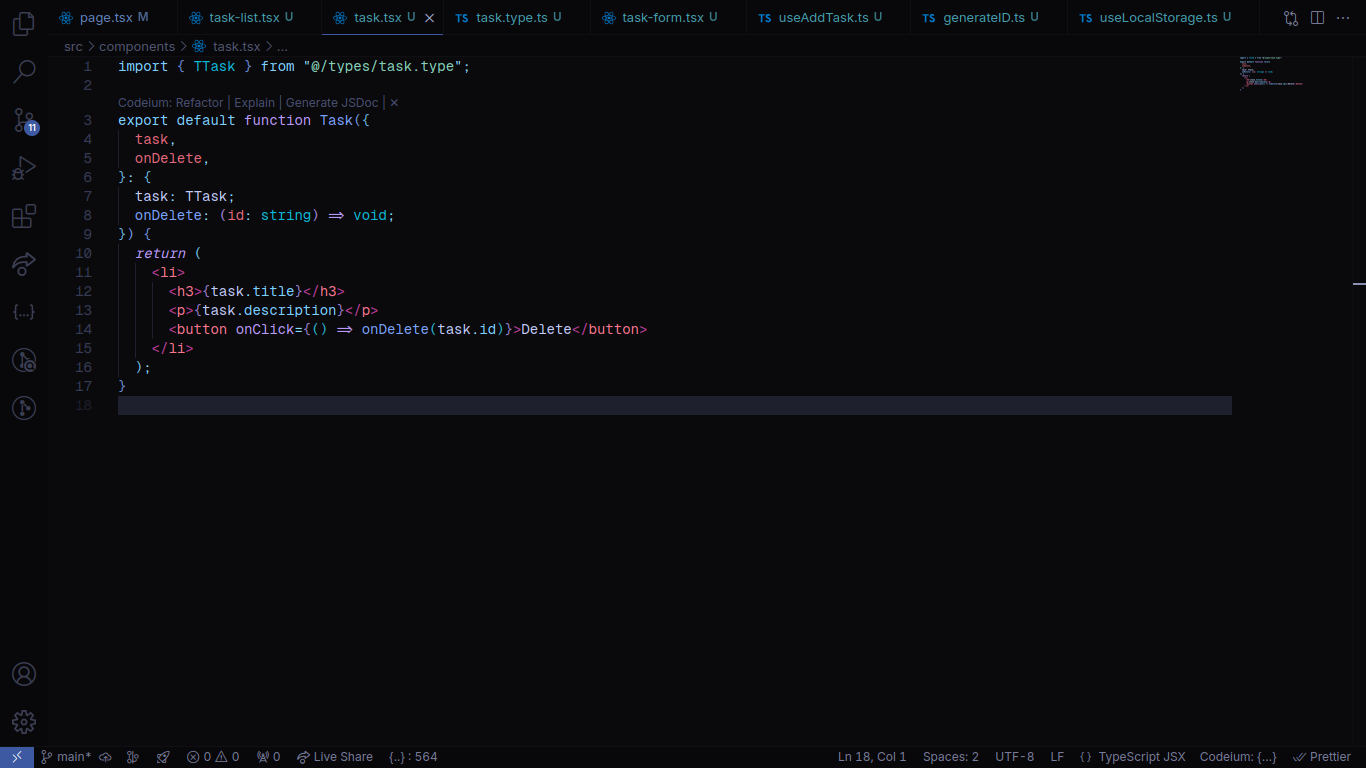 page.tsx M task-list.tsx U task.tsx U TS task.type.ts U task-form.tsx U TS useAddTask.ts U TS generateID.ts U TS useLocalStorage.ts U
src > components > task.tsx > ...
1 import { TTask } from "@/types/task.type";
2
Codeium: Refactor | Explain | Generate JSDoc | ×
3 export default function Task({
4 task,
5 onDelete,
6 }: {
7 task: TTask;
8 onDelete: (id: string) => void;
9 }) {
10 return (
11 <li>
12 <h3>{task.title}</h3>
13 <p>{task.description}</p>
14 <button onClick={() => onDelete(task.id)}>Delete</button>
15 </li>
16 );
17 }
18
11
main* 0 0 0 Live Share {..} : 564 Ln 18, Col 1 Spaces: 2 UTF-8 LF { } TypeScript JSX Codeium: {...} Prettier